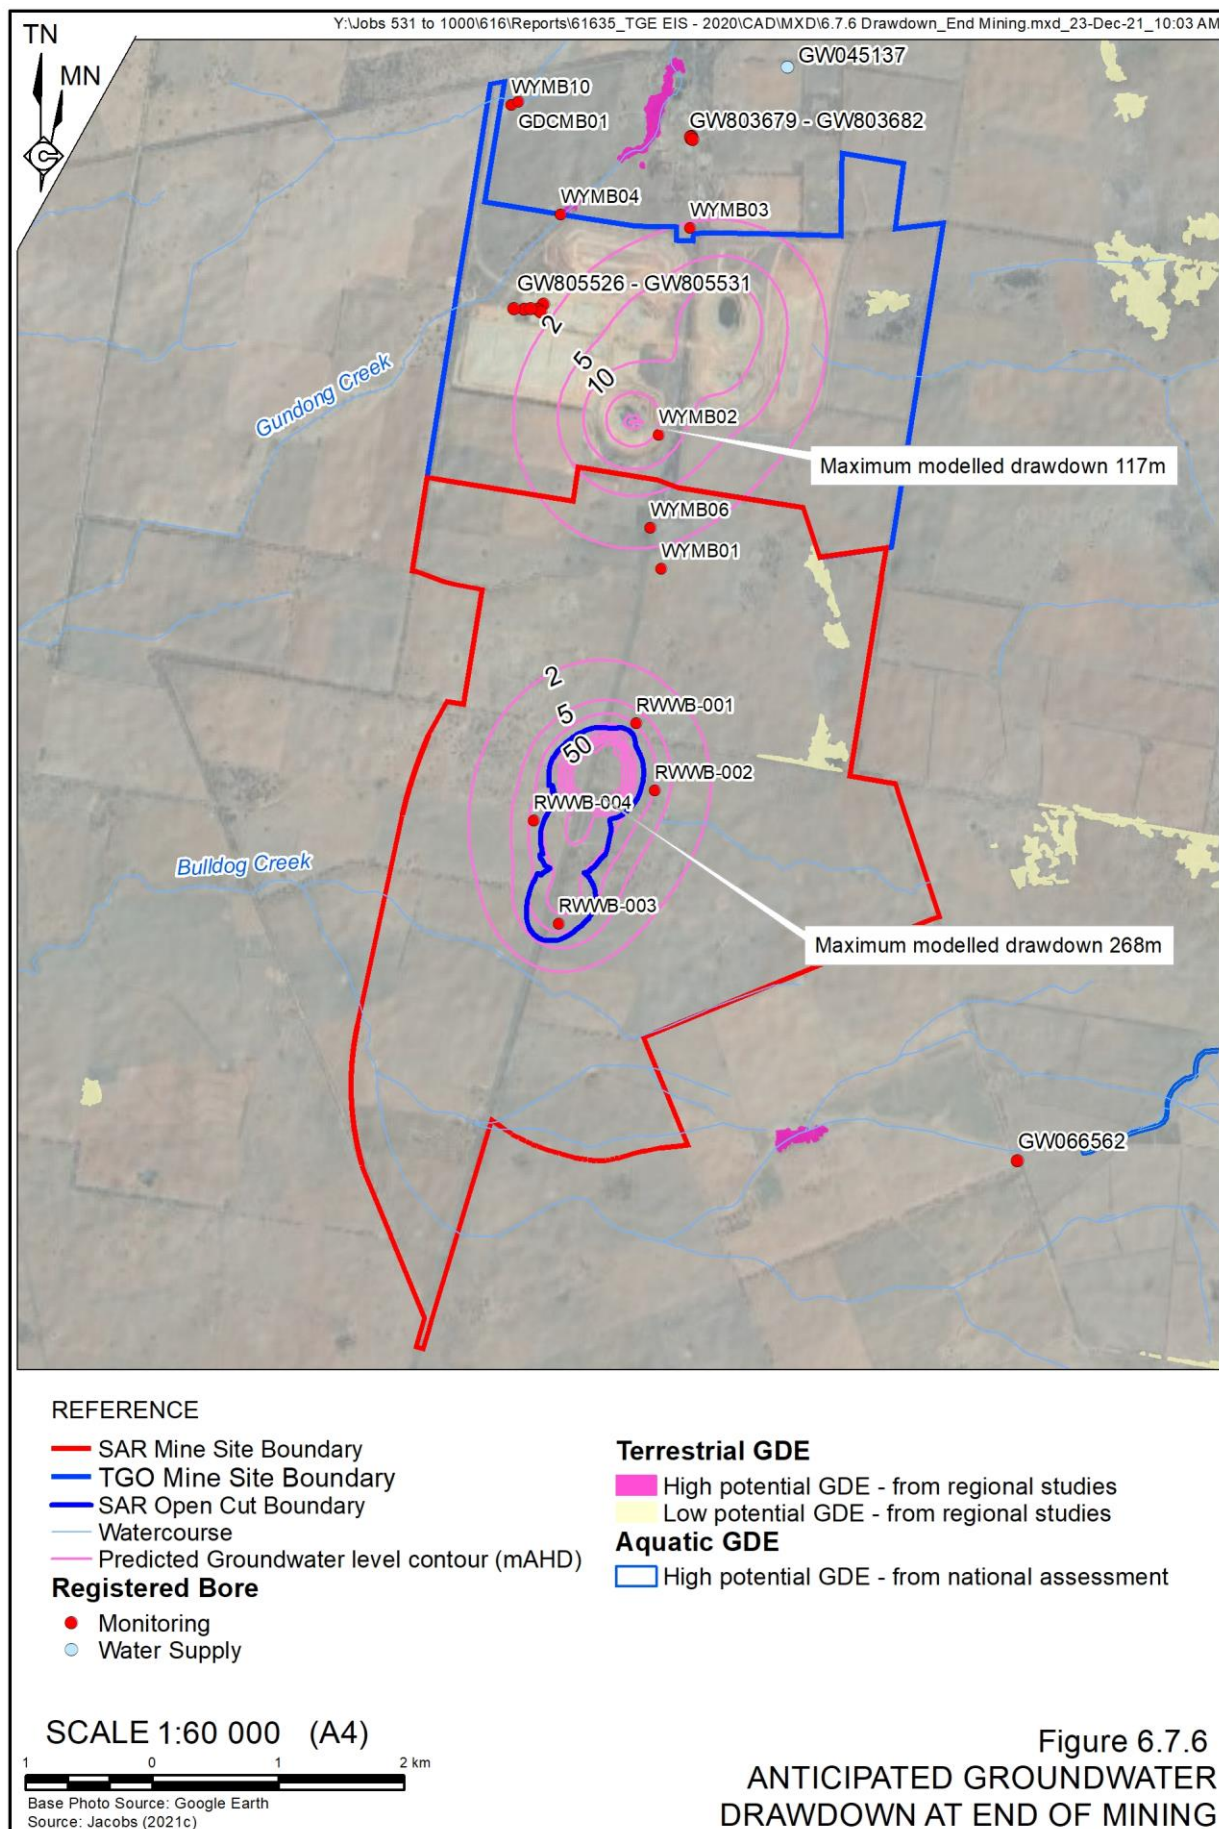 Y:\Jobs 531 to 1000\616\Reports\61635_TGE EIS - 2020\CAD\MXD\6.7.6 Drawdown_End Mining.mxd_23-Dec-21_10:03 AM
TN
MN
GW045137
WYMB10
GDCMB01
GW803679 - GW803682
WYMB04
WYMB03
GW805526 - GW805531
2
5
10
Gundong Creek
WYMB02
Maximum modelled drawdown 117m
WYMB06
WYMB01
2
5
50
RWWB-001
RWWB-002
RWWB-004
Bulldog Creek
RWWB-003
Maximum modelled drawdown 268m
GW066562
REFERENCE
SAR Mine Site Boundary
TGO Mine Site Boundary
SAR Open Cut Boundary
Watercourse
Predicted Groundwater level contour (mAHD)
Registered Bore
Monitoring
Water Supply
Terrestrial GDE
High potential GDE - from regional studies
Low potential GDE - from regional studies
Aquatic GDE
High potential GDE - from national assessment
SCALE 1:60 000 (A4)
1 0 1 2 km
Base Photo Source: Google Earth
Source: Jacobs (2021c)
Figure 6.7.6
ANTICIPATED GROUNDWATER
DRAWDOWN AT END OF MINING